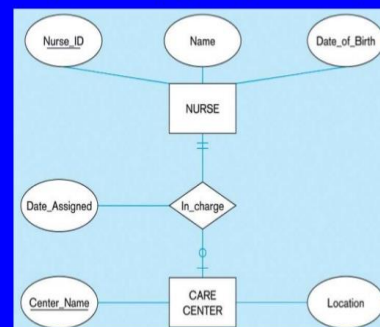 Nurse_ID
Name
Date_of_Birth
NURSE
Date_Assigned
In_charge
Center_Name
CARE
CENTER
Location